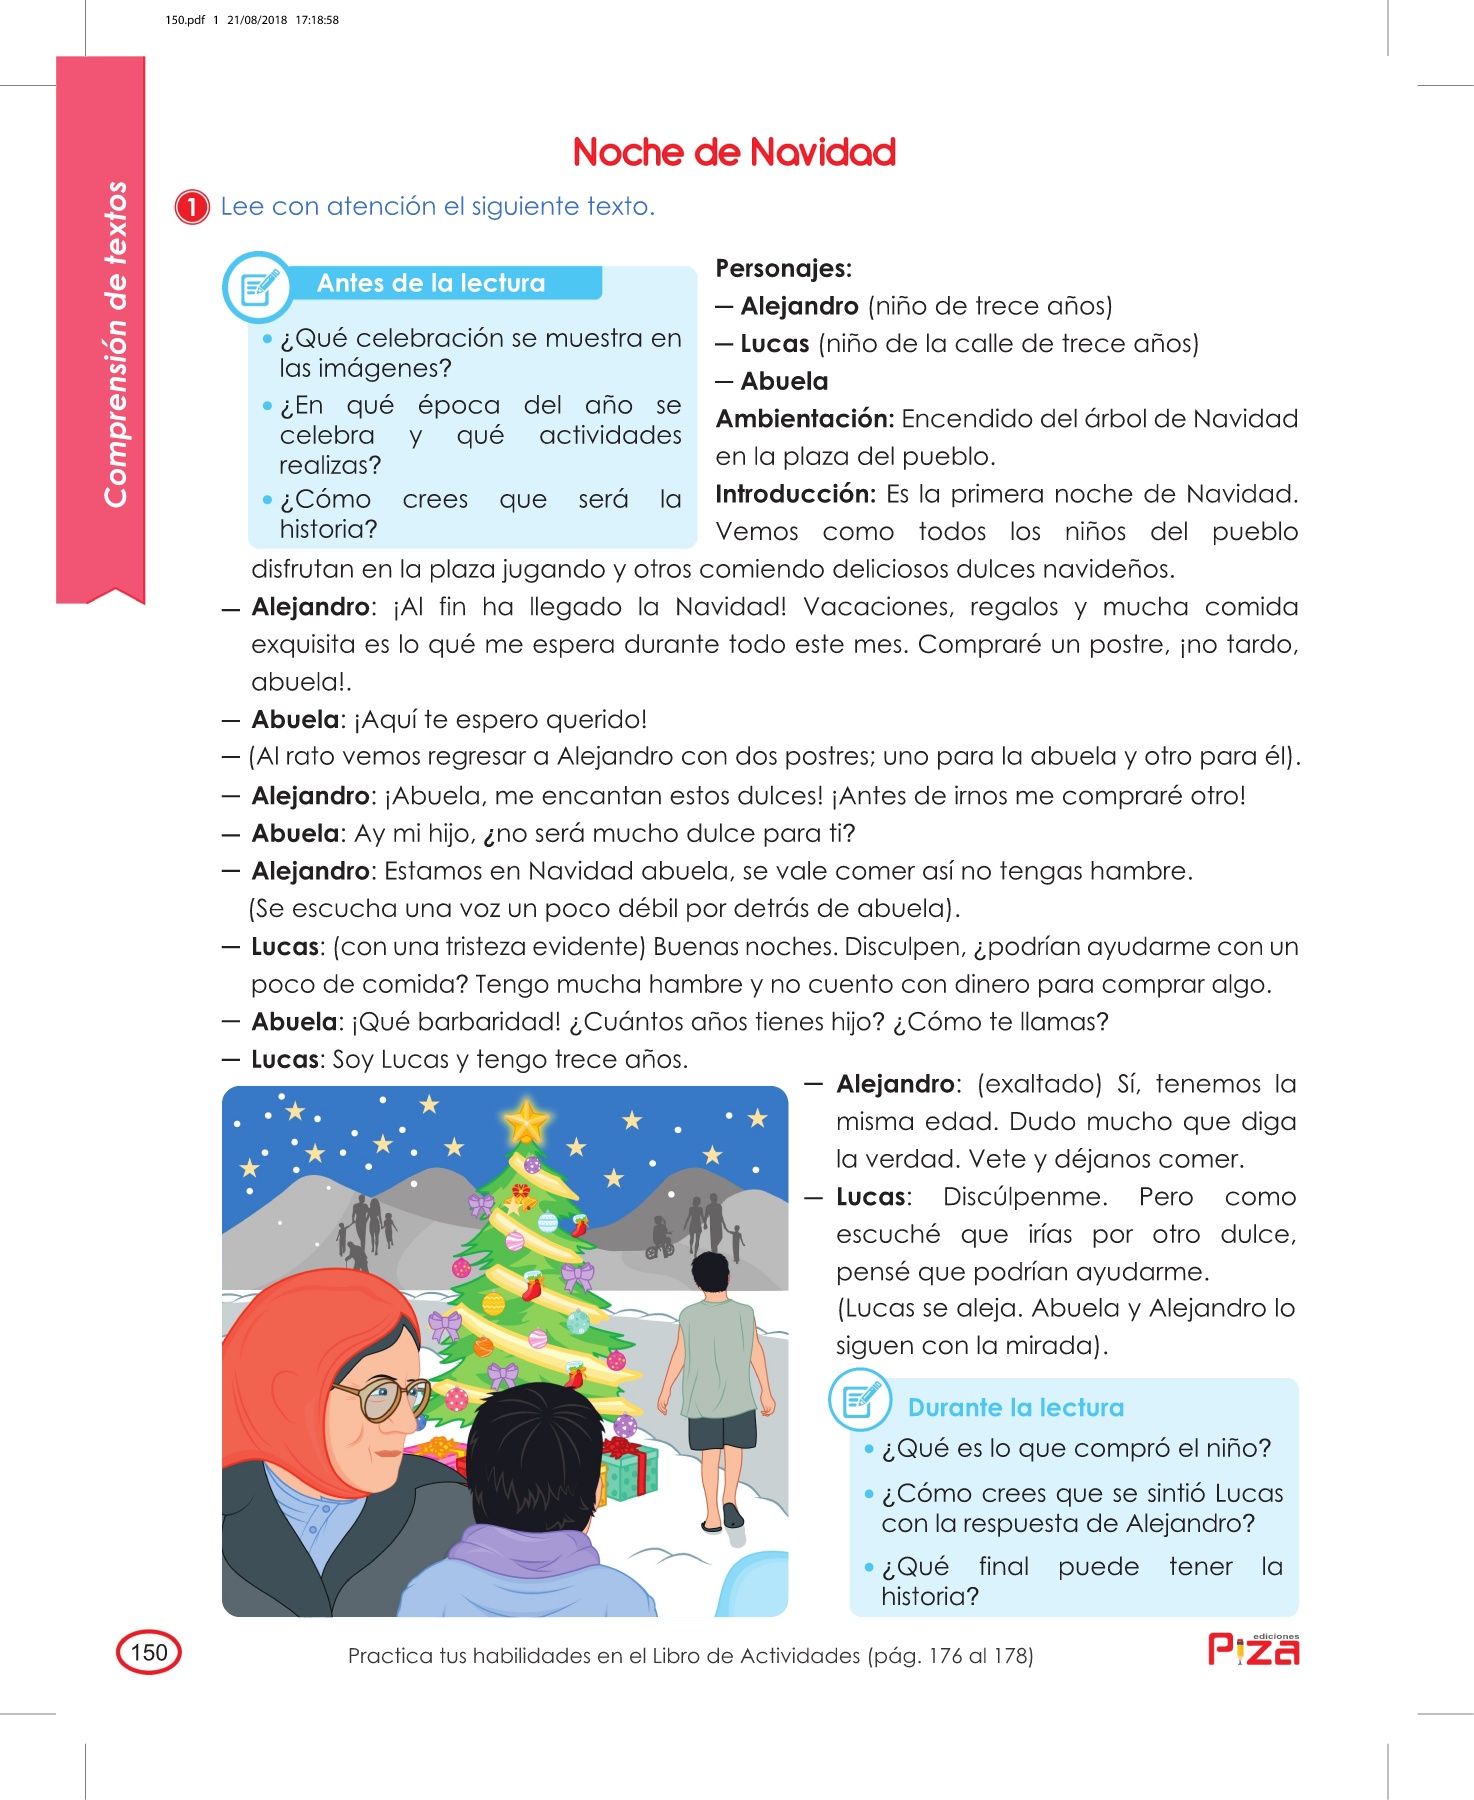 150.pdf 1 21/08/2018 17:18:58
Comprensión de textos
Noche de Navidad
1 Lee con atención el siguiente texto.
Antes de la lectura
• ¿Qué celebración se muestra en
las imágenes?
• ¿En qué época del año se
celebra y qué actividades
realizas?
• ¿Cómo crees que será la
historia?
Personajes:
— Alejandro (niño de trece años)
— Lucas (niño de la calle de trece años)
— Abuela
Ambientación: Encendido del árbol de Navidad
en la plaza del pueblo.
Introducción: Es la primera noche de Navidad.
Vemos como todos los niños del pueblo
disfrutan en la plaza jugando y otros comiendo deliciosos dulces navideños.
— Alejandro: ¡Al fin ha llegado la Navidad! Vacaciones, regalos y mucha comida
exquisita es lo qué me espera durante todo este mes. Compraré un postre, ¡no tardo,
abuela!.
— Abuela: ¡Aquí te espero querido!
— (Al rato vemos regresar a Alejandro con dos postres; uno para la abuela y otro para él).
— Alejandro: ¡Abuela, me encantan estos dulces! ¡Antes de irnos me compraré otro!
— Abuela: Ay mi hijo, ¿no será mucho dulce para ti?
— Alejandro: Estamos en Navidad abuela, se vale comer así no tengas hambre.
(Se escucha una voz un poco débil por detrás de abuela).
— Lucas: (con una tristeza evidente) Buenas noches. Disculpen, ¿podrían ayudarme con un
poco de comida? Tengo mucha hambre y no cuento con dinero para comprar algo.
— Abuela: ¡Qué barbaridad! ¿Cuántos años tienes hijo? ¿Cómo te llamas?
— Lucas: Soy Lucas y tengo trece años.
— Alejandro: (exaltado) Sí, tenemos la
misma edad. Dudo mucho que diga
la verdad. Vete y déjanos comer.
— Lucas: Discúlpenme. Pero como
escuché que irías por otro dulce,
pensé que podrían ayudarme.
(Lucas se aleja. Abuela y Alejandro lo
siguen con la mirada).
Durante la lectura
• ¿Qué es lo que compró el niño?
• ¿Cómo crees que se sintió Lucas
con la respuesta de Alejandro?
• ¿Qué final puede tener la
historia?
150
Practica tus habilidades en el Libro de Actividades (pág. 176 al 178)
ediciones
Piza